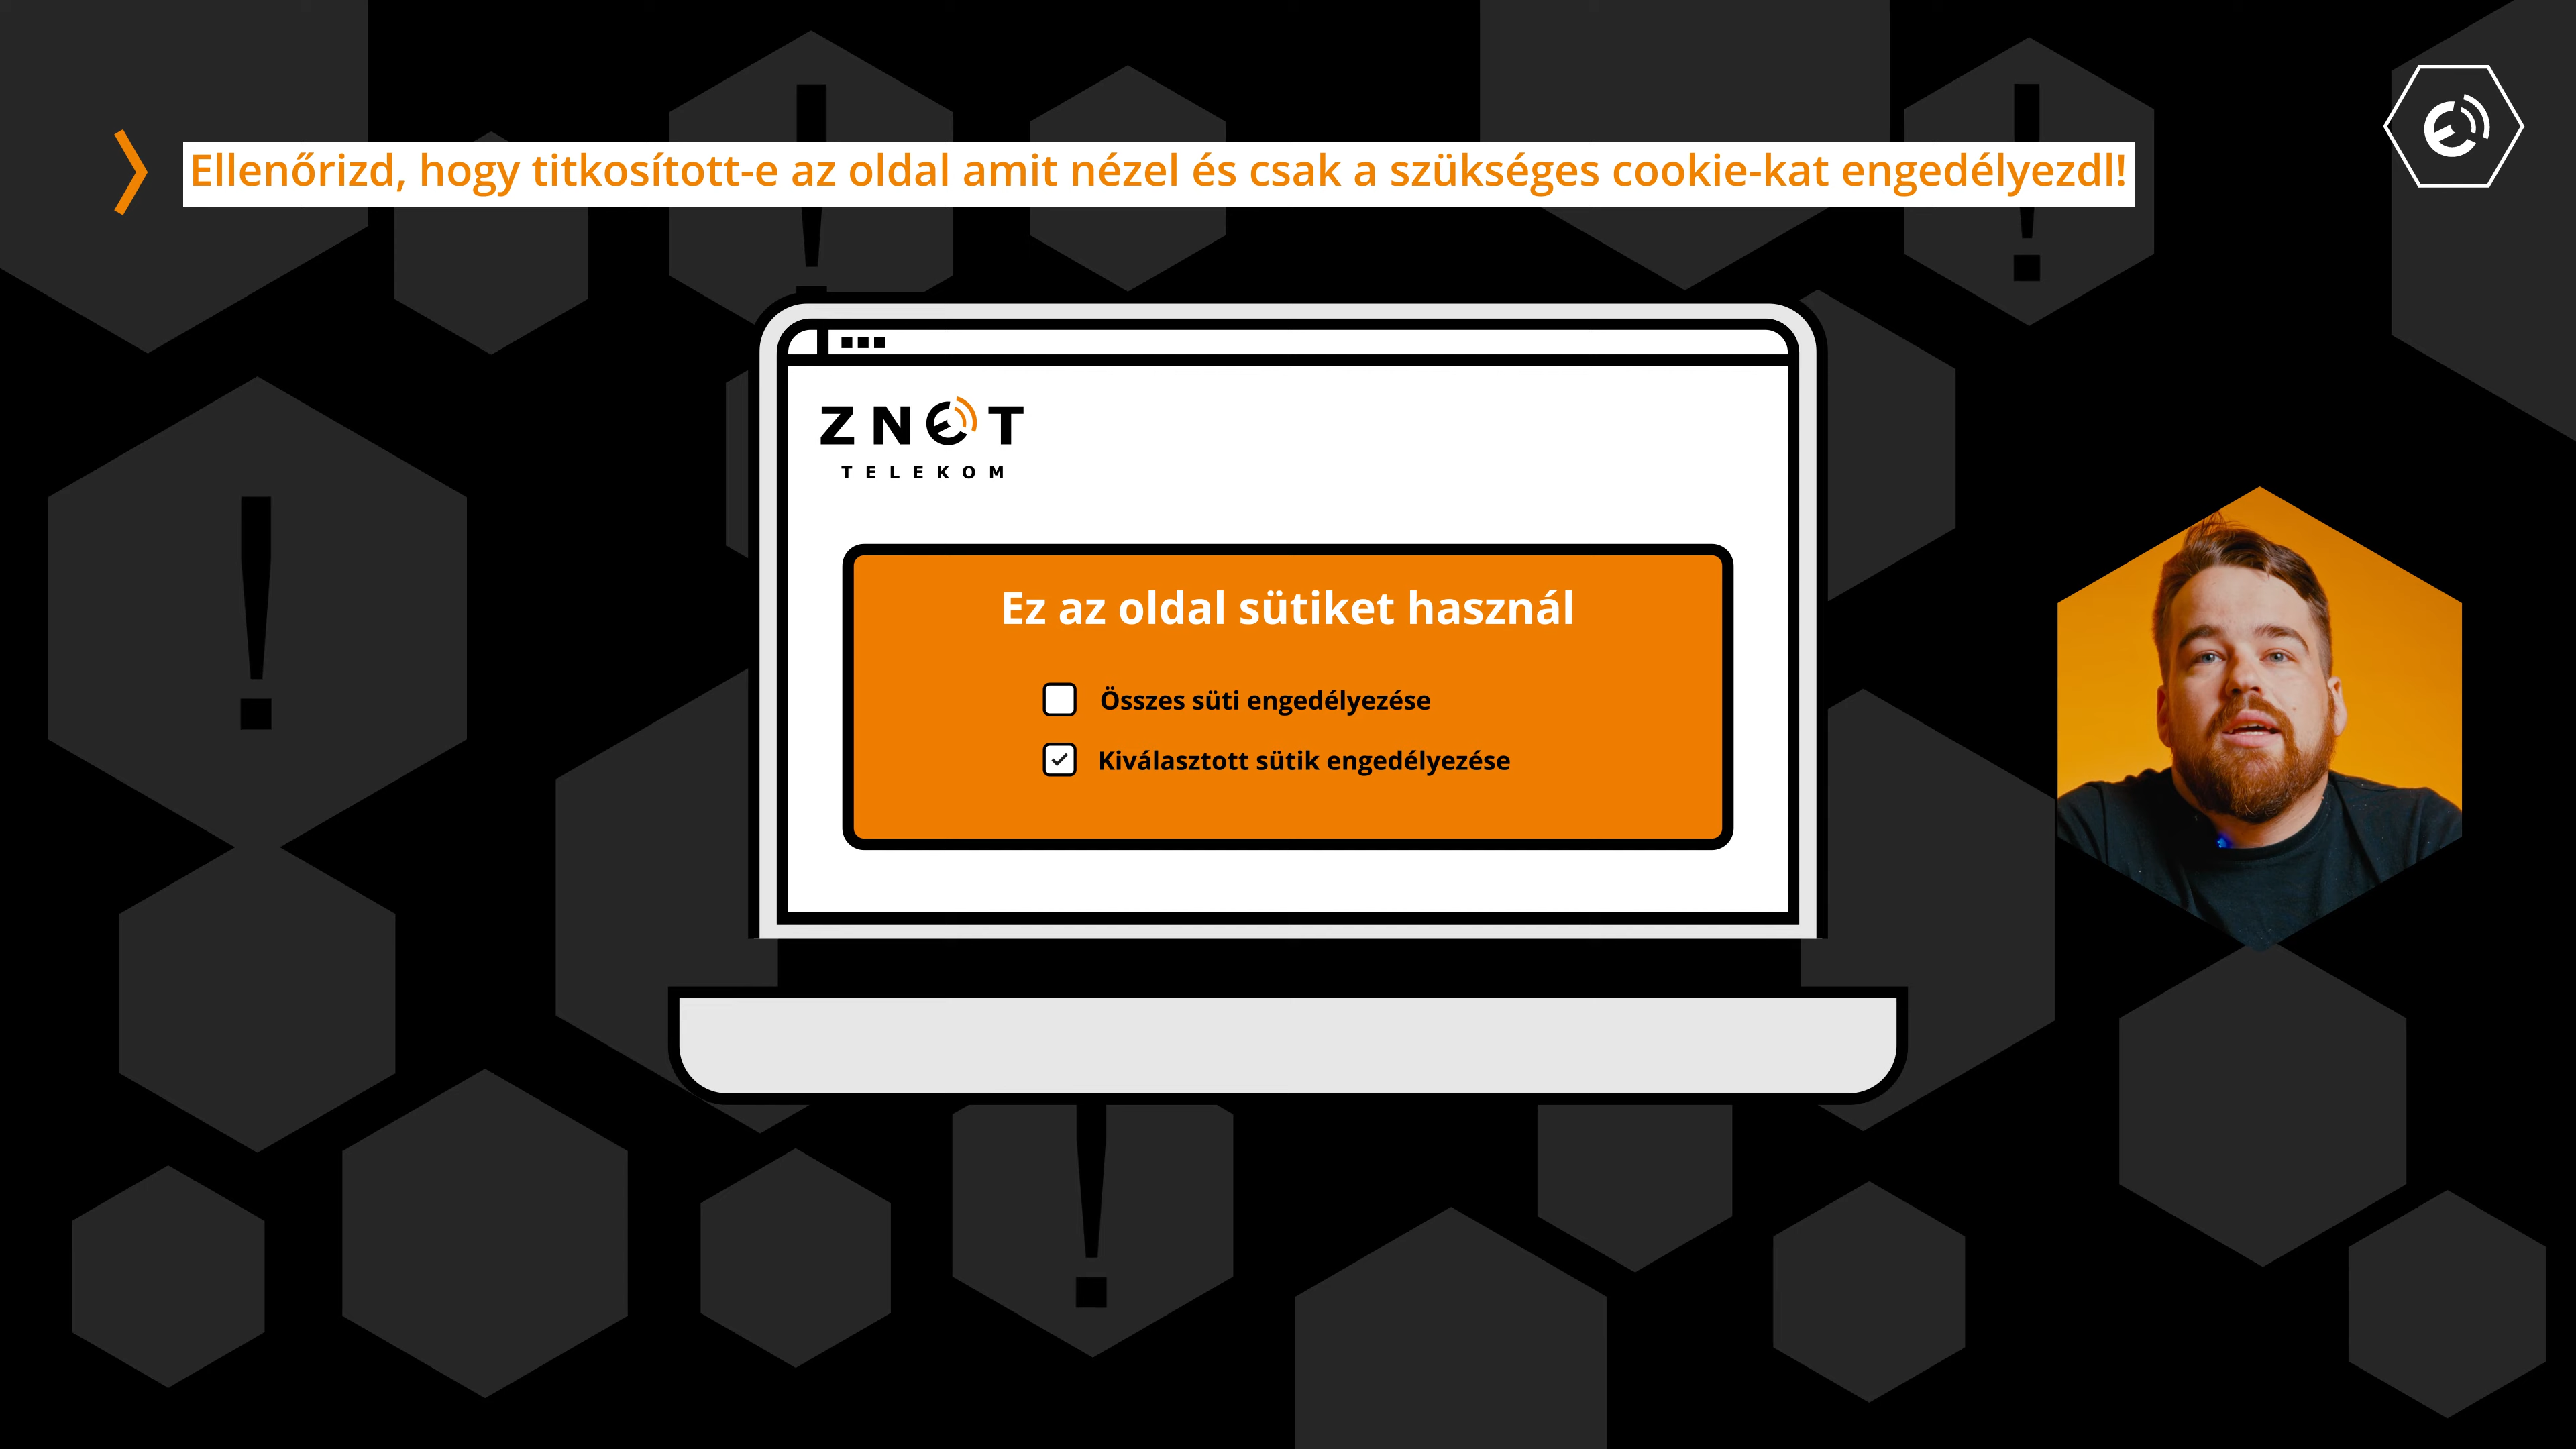 Ellenőrizd, hogy titkosított-e az oldal amit nézel és csak a szükséges cookie-kat engedélyezdl!
ZNET
TELEKOM
Ez az oldal sütiket használ
Összes süti engedélyezése
Kiválasztott sütik engedélyezése